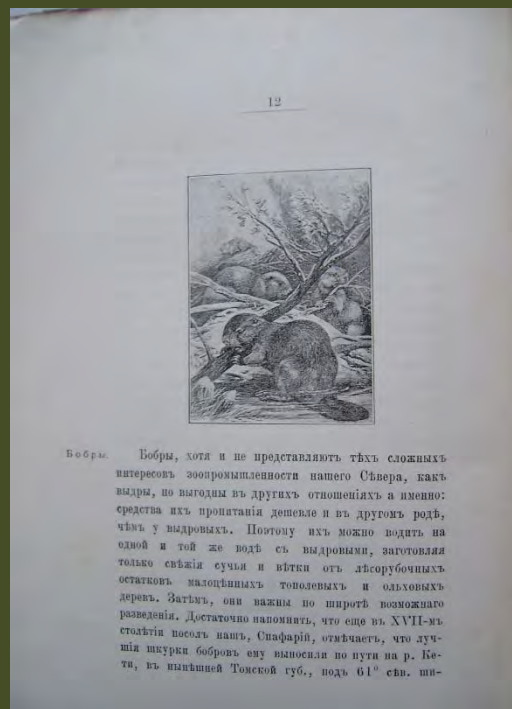 12
Бобры.
Бобры, хотя и не представляютъ тѣхъ сложныхъ
интересовъ зоопромышленности нашего Сѣвера, какъ
выдры, но выгодны въ другихъ отношеніяхъ а именно:
средства ихъ пропитанія дешевле и въ другомъ родѣ,
чѣмъ у выдровыхъ. Поэтому ихъ можно водить на
одной и той же водѣ съ выдровыми, заготовляя
только свѣжія сучья и вѣтки отъ лѣсорубочныхъ
остатковъ малоцѣнныхъ тополевыхъ и ольховыхъ
деревъ. Затѣмъ, они важны по широтѣ возможнаго
разведенія. Достаточно напомнить, что еще въ XVII-мъ
столѣтіи посолъ нашъ, Спафарій, отмѣчаетъ, что луч-
шія шкурки бобровъ ему выносили по пути на р. Ке-
ти, въ нынѣшней Томской губ., подъ 61° сѣв. ши-